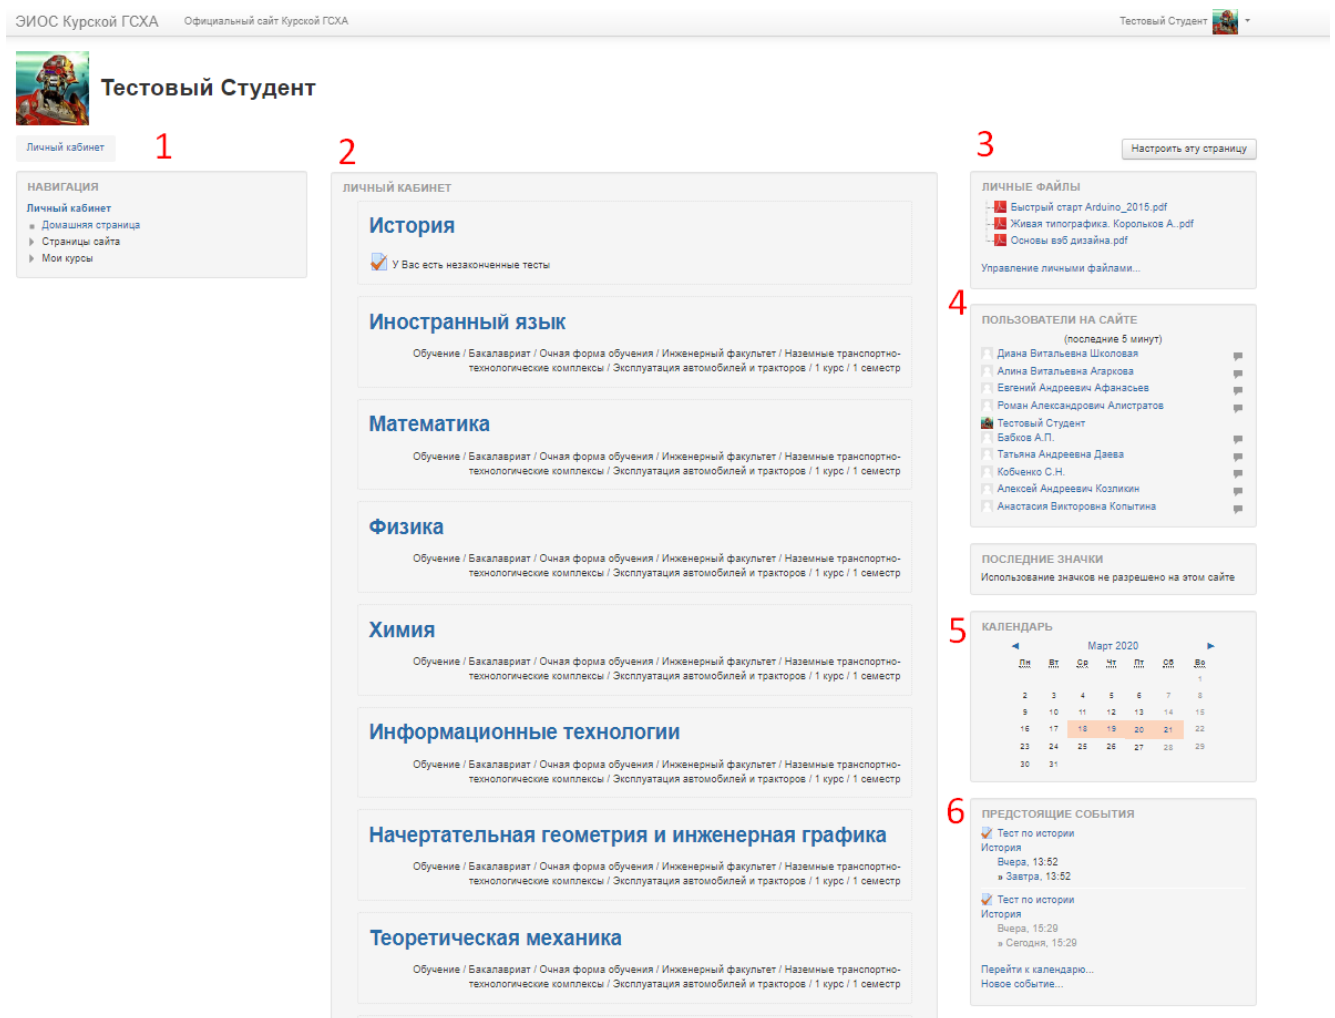 ЭИОС Курской ГСХА
Официальный сайт Курской ГСХА
Тестовый Студент
Тестовый Студент
Личный кабинет
1
НАВИГАЦИЯ
Личный кабинет
Домашняя страница
Страницы сайта
Мои курсы
2
ЛИЧНЫЙ КАБИНЕТ
История
У Вас есть незаконченные тесты
Иностранный язык
Обучение / Бакалавриат / Очная форма обучения / Инженерный факультет / Наземные транспортно-
технологические комплексы / Эксплуатация автомобилей и тракторов / 1 курс / 1 семестр
Математика
Обучение / Бакалавриат / Очная форма обучения / Инженерный факультет / Наземные транспортно-
технологические комплексы / Эксплуатация автомобилей и тракторов / 1 курс / 1 семестр
Физика
Обучение / Бакалавриат / Очная форма обучения / Инженерный факультет / Наземные транспортно-
технологические комплексы / Эксплуатация автомобилей и тракторов / 1 курс / 1 семестр
Химия
Обучение / Бакалавриат / Очная форма обучения / Инженерный факультет / Наземные транспортно-
технологические комплексы / Эксплуатация автомобилей и тракторов / 1 курс / 1 семестр
Информационные технологии
Обучение / Бакалавриат / Очная форма обучения / Инженерный факультет / Наземные транспортно-
технологические комплексы / Эксплуатация автомобилей и тракторов / 1 курс / 1 семестр
Начертательная геометрия и инженерная графика
Обучение / Бакалавриат / Очная форма обучения / Инженерный факультет / Наземные транспортно-
технологические комплексы / Эксплуатация автомобилей и тракторов / 1 курс / 1 семестр
Теоретическая механика
Обучение / Бакалавриат / Очная форма обучения / Инженерный факультет / Наземные транспортно-
технологические комплексы / Эксплуатация автомобилей и тракторов / 1 курс / 1 семестр
3
Настроить эту страницу
ЛИЧНЫЕ ФАЙЛЫ
Быстрый старт Arduino_2015.pdf
Живая типографика. Корольков А..pdf
Основы вэб дизайна.pdf
Управление личными файлами...
4
ПОЛЬЗОВАТЕЛИ НА САЙТЕ
(последние 5 минут)
Диана Витальевна Школовая
Алина Витальевна Агаркова
Евгений Андреевич Афанасьев
Роман Александрович Алистратов
Тестовый Студент
Бабков А.П.
Татьяна Андреевна Даева
Кобченко С.Н.
Алексей Андреевич Козликин
Анастасия Викторовна Копытина
ПОСЛЕДНИЕ ЗНАЧКИ
Использование значков не разрешено на этом сайте
5
КАЛЕНДАРЬ
◄ Март 2020 ►
Пн Вт Ср Чт Пт Сб Во
1
2 3 4 5 6 7 8
9 10 11 12 13 14 15
16 17 18 19 20 21 22
23 24 25 26 27 28 29
30 31
6
ПРЕДСТОЯЩИЕ СОБЫТИЯ
Тест по истории
История
Вчера, 13:52
» Завтра, 13:52
Тест по истории
История
Вчера, 15:29
» Сегодня, 15:29
Перейти к календарю...
Новое событие...